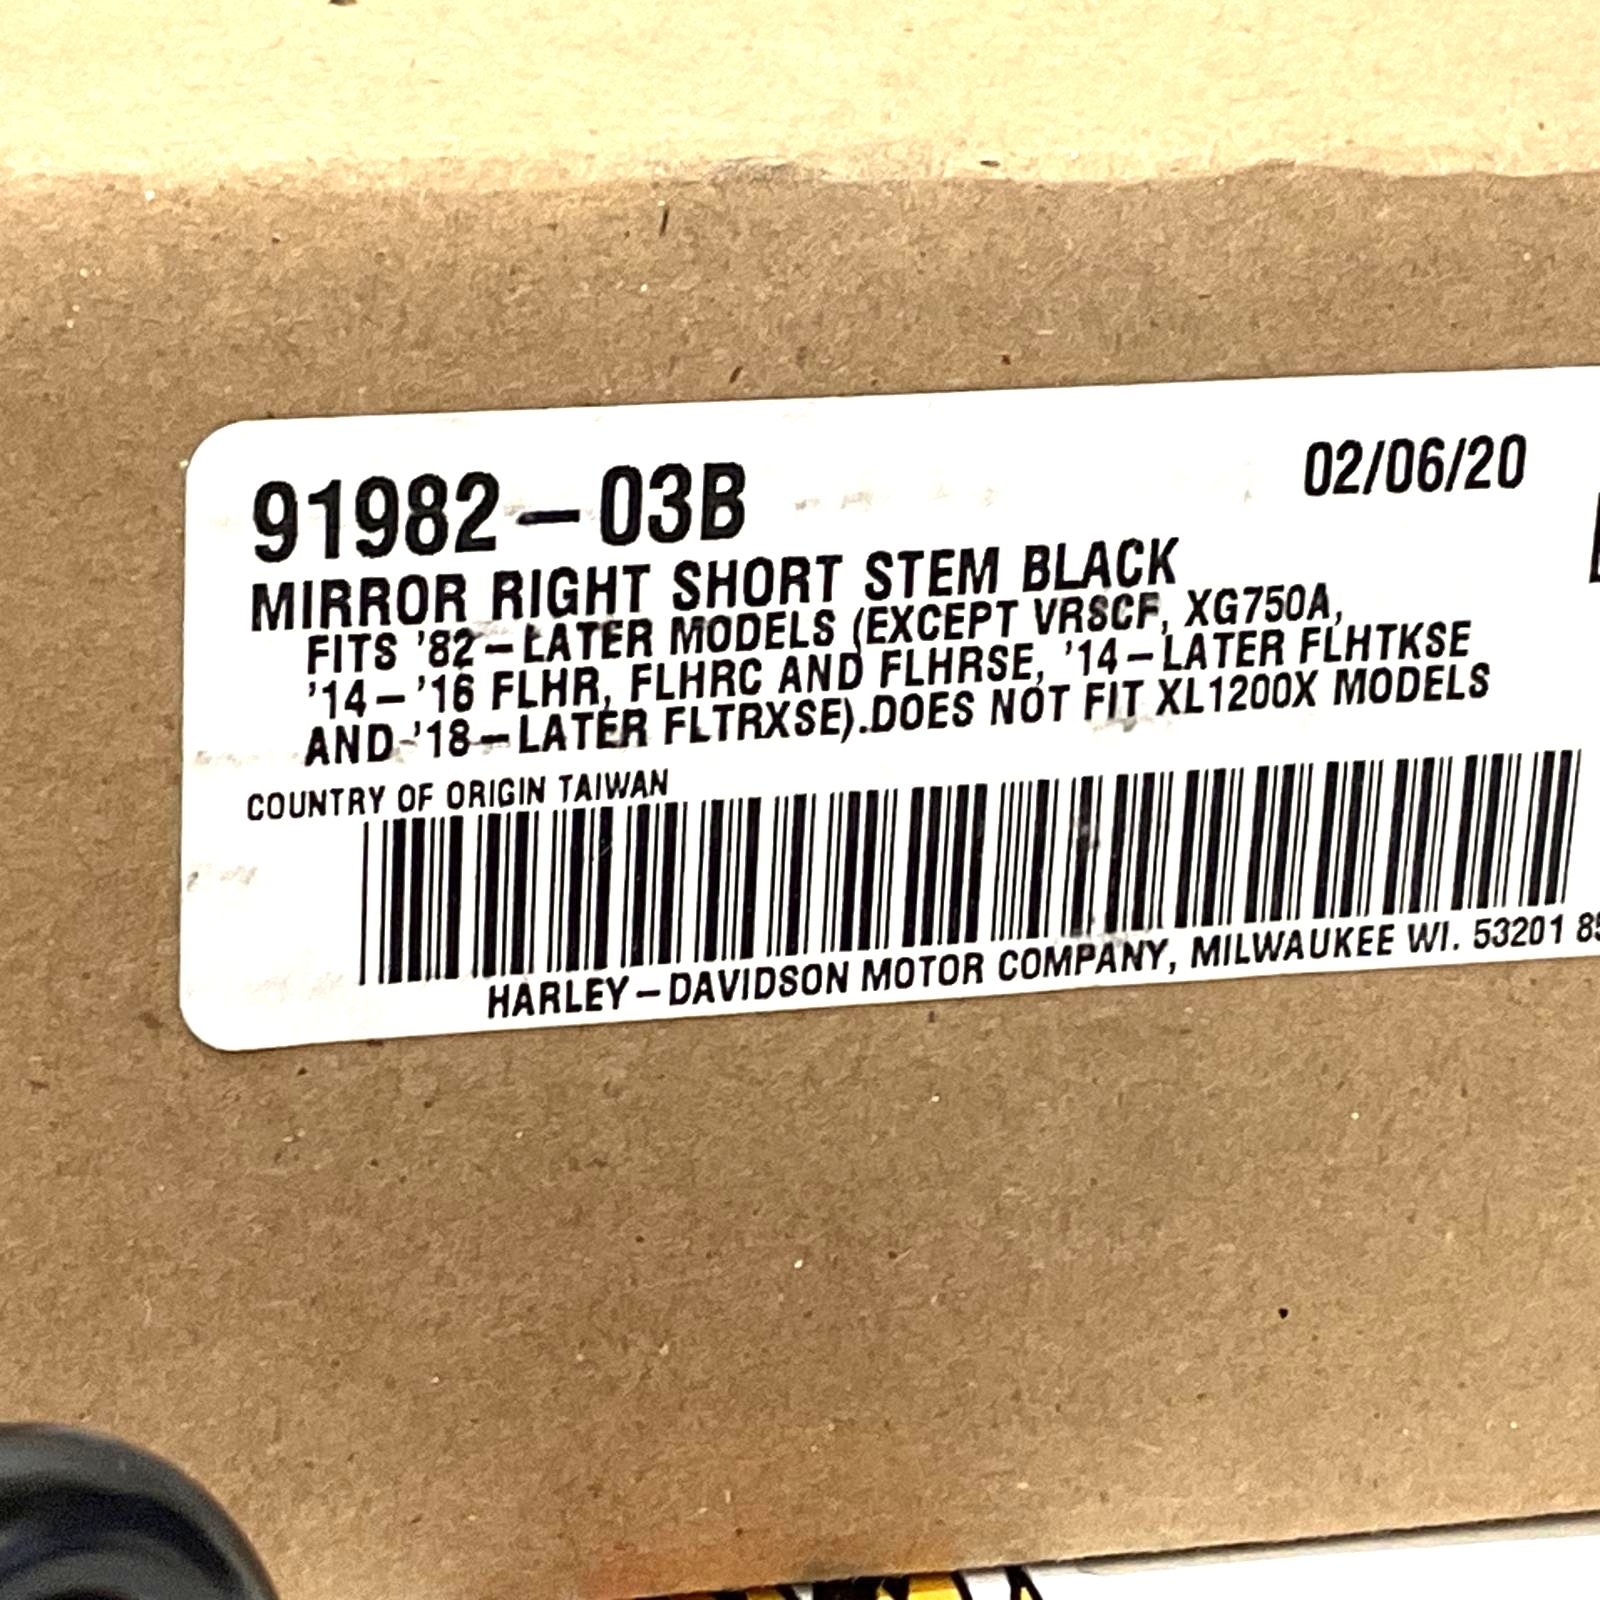 91982-03B
02/06/20
MIRROR RIGHT SHORT STEM BLACK
FITS '82-LATER MODELS (EXCEPT VRSCF, XG750A,
'14-'16 FLHR, FLHRC AND FLHRSE, '14-LATER FLHTKSE
AND '18-LATER FLTRXSE).DOES NOT FIT XL1200X MODELS
COUNTRY OF ORIGIN TAIWAN
HARLEY-DAVIDSON MOTOR COMPANY, MILWAUKEE WI. 53201